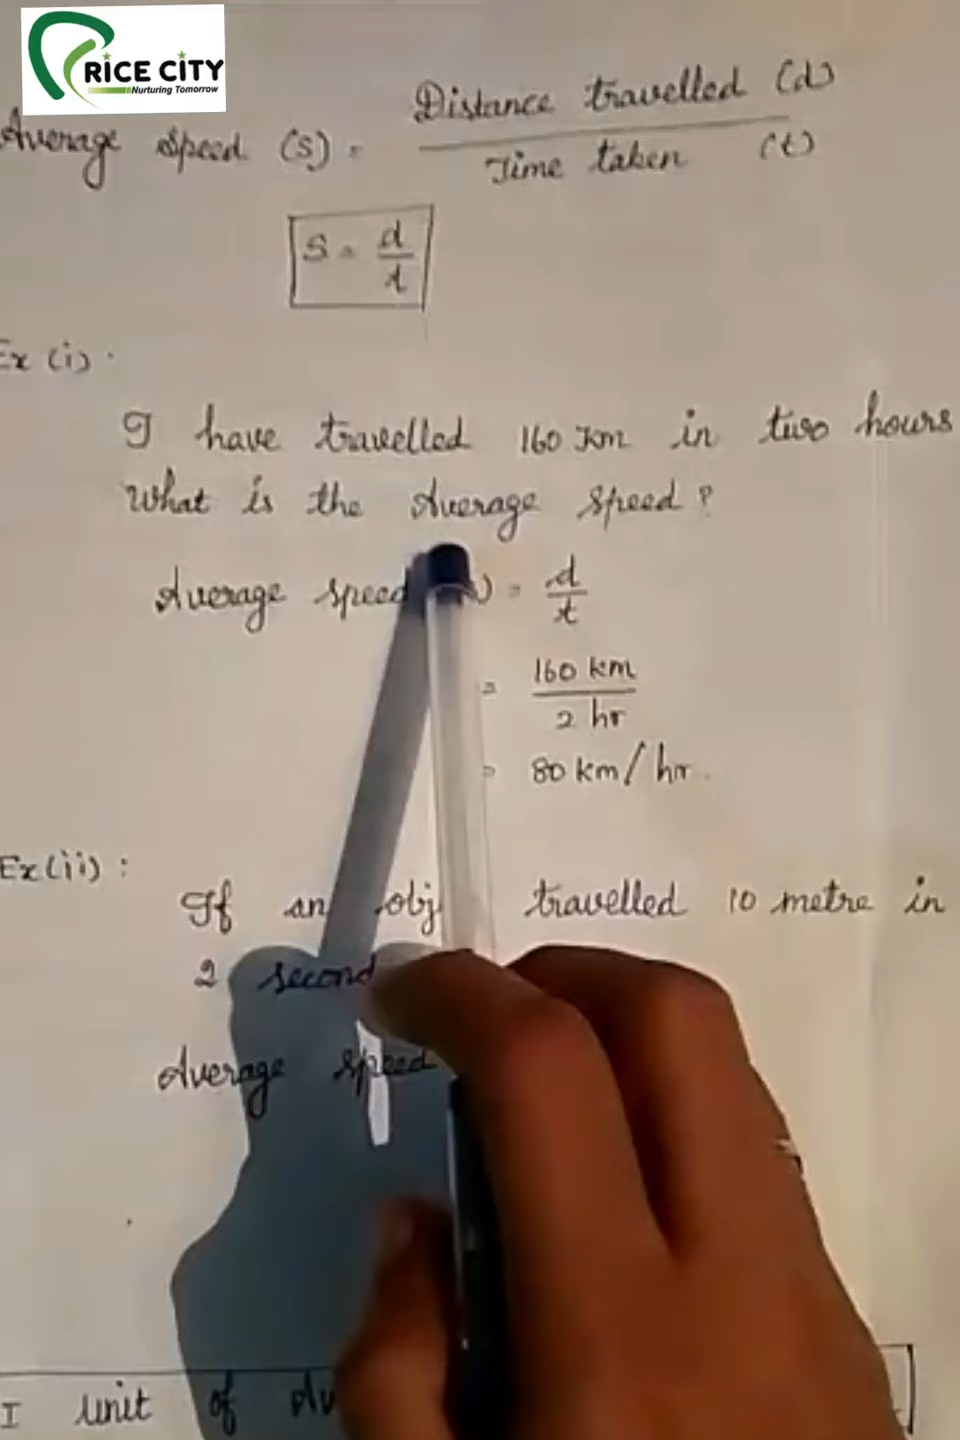 RICE CITY
Nurturing Tomorrow
Average speed (S) = Distance travelled (d)
Time taken (t)
S = d
t
Ex (i).
I have travelled 160 Km in two hours
What is the Average speed?
Average speed ) = d
t
= 160 km
2 hr
= 80 km/hr.
Ex(ii) :
If an travelled 10 metre in
2 second
Average speed
unit of